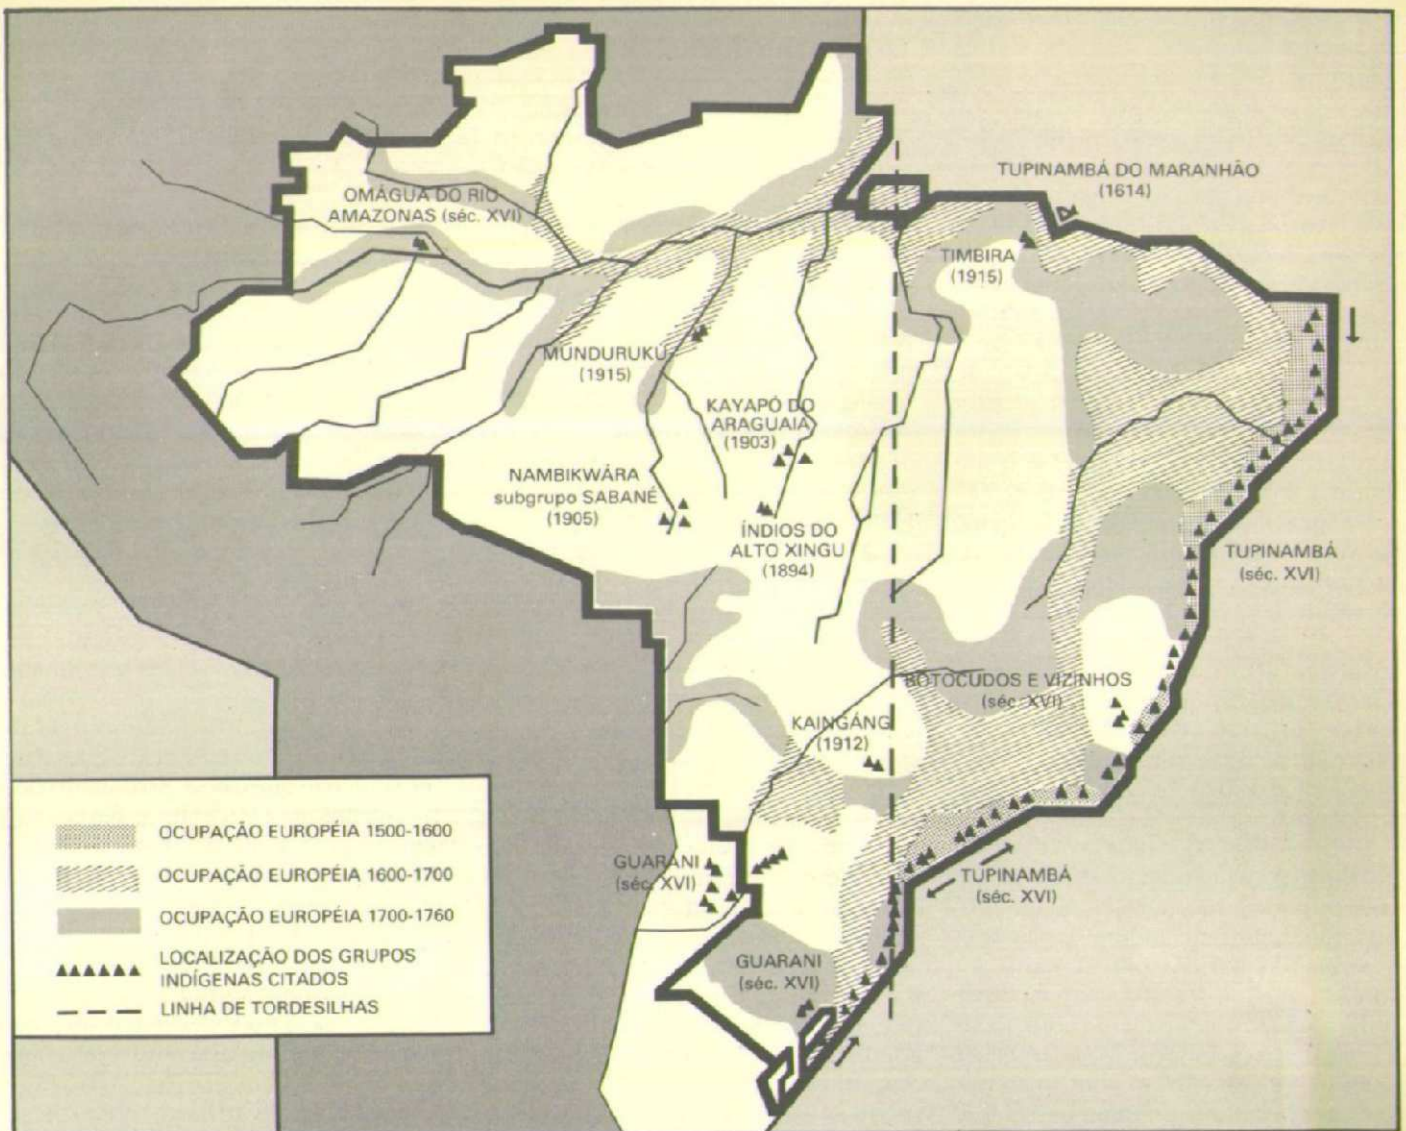 TUPINAMBÁ DO MARANHÃO
(1614)
OMÁGUA DO RIO
AMAZONAS (séc. XVI)
TIMBIRA
(1915)
MUNDURUKÚ
(1915)
KAYAPÓ DO
ARAGUAIA
(1903)
NAMBIKWÁRA
subgrupo SABANÉ
(1905)
ÍNDIOS DO
ALTO XINGU
(1894)
TUPINAMBÁ
(séc. XVI)
BOTOCUDOS E VIZINHOS
(séc. XVI)
KAINGÁNG
(1912)
GUARANI
(séc. XVI)
TUPINAMBÁ
(séc. XVI)
GUARANI
(séc. XVI)
OCUPAÇÃO EUROPÉIA 1500-1600
OCUPAÇÃO EUROPÉIA 1600-1700
OCUPAÇÃO EUROPÉIA 1700-1760
LOCALIZAÇÃO DOS GRUPOS
INDÍGENAS CITADOS
LINHA DE TORDESILHAS